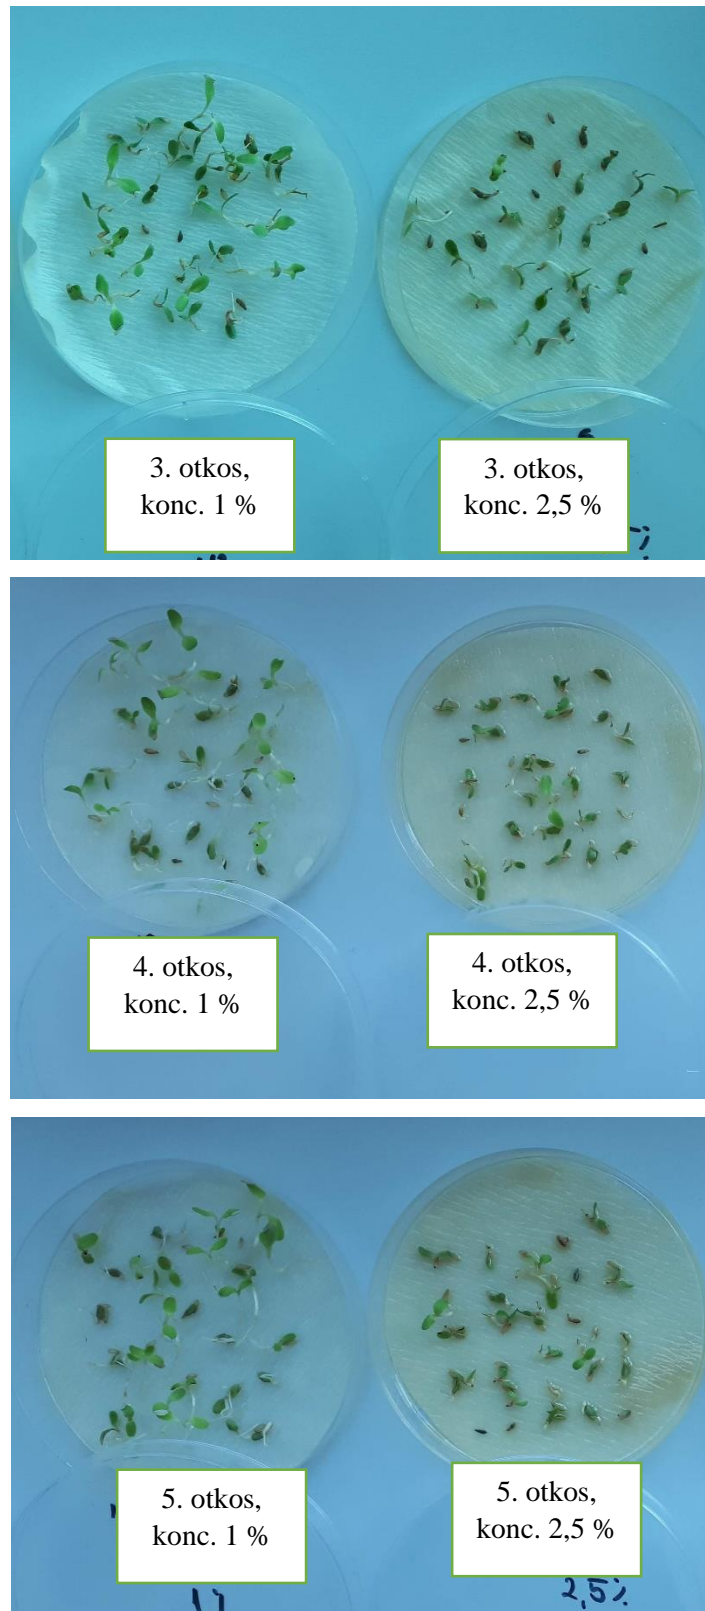 3. otkos,
konc. 1 %
3. otkos,
konc. 2,5 %
4. otkos,
konc. 1 %
4. otkos,
konc. 2,5 %
5. otkos,
konc. 1 %
5. otkos,
konc. 2,5 %
2,5%